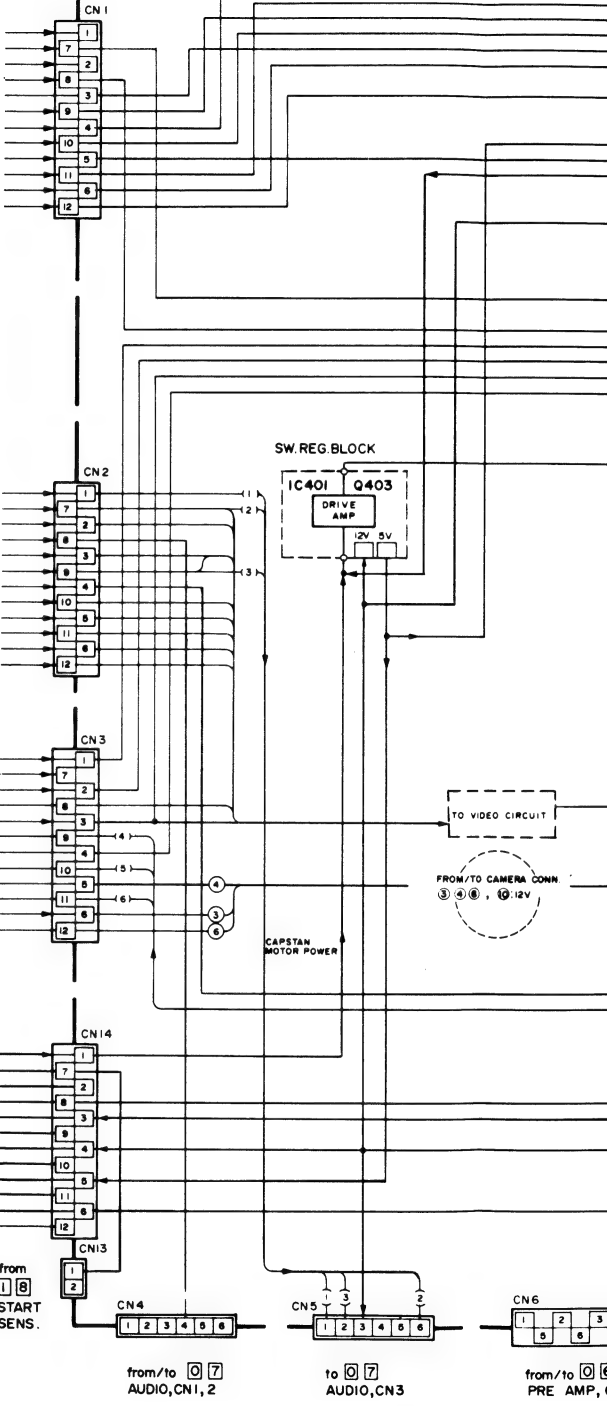 CN 1
1
7
2
8
3
9
4
10
5
11
6
12
SW.REG.BLOCK
IC401 Q403
DRIVE
AMP
12V 5V
CN2
1
7
2
8
3
9
4
10
5
11
6
12
(1)
(2)
(3)
CN3
1
7
2
8
3
9
4
10
5
11
6
12
(4)
(5)
(6)
4
3
6
TO VIDEO CIRCUIT
FROM/TO CAMERA CONN.
③ ④ ⑥ , ⑩:12V
CAPSTAN
MOTOR POWER
CN14
1
7
2
8
3
9
4
10
5
11
6
12
CN13
1
2
from
1 8
START
SENS.
CN4
1 2 3 4 5 6
from/to 0 7
AUDIO,CN1, 2
CN5
1 3 2
1 2 3 4 5 6
to 0 7
AUDIO,CN3
CN6
1 2 3
5 6
from/to 0 6
PRE AMP,